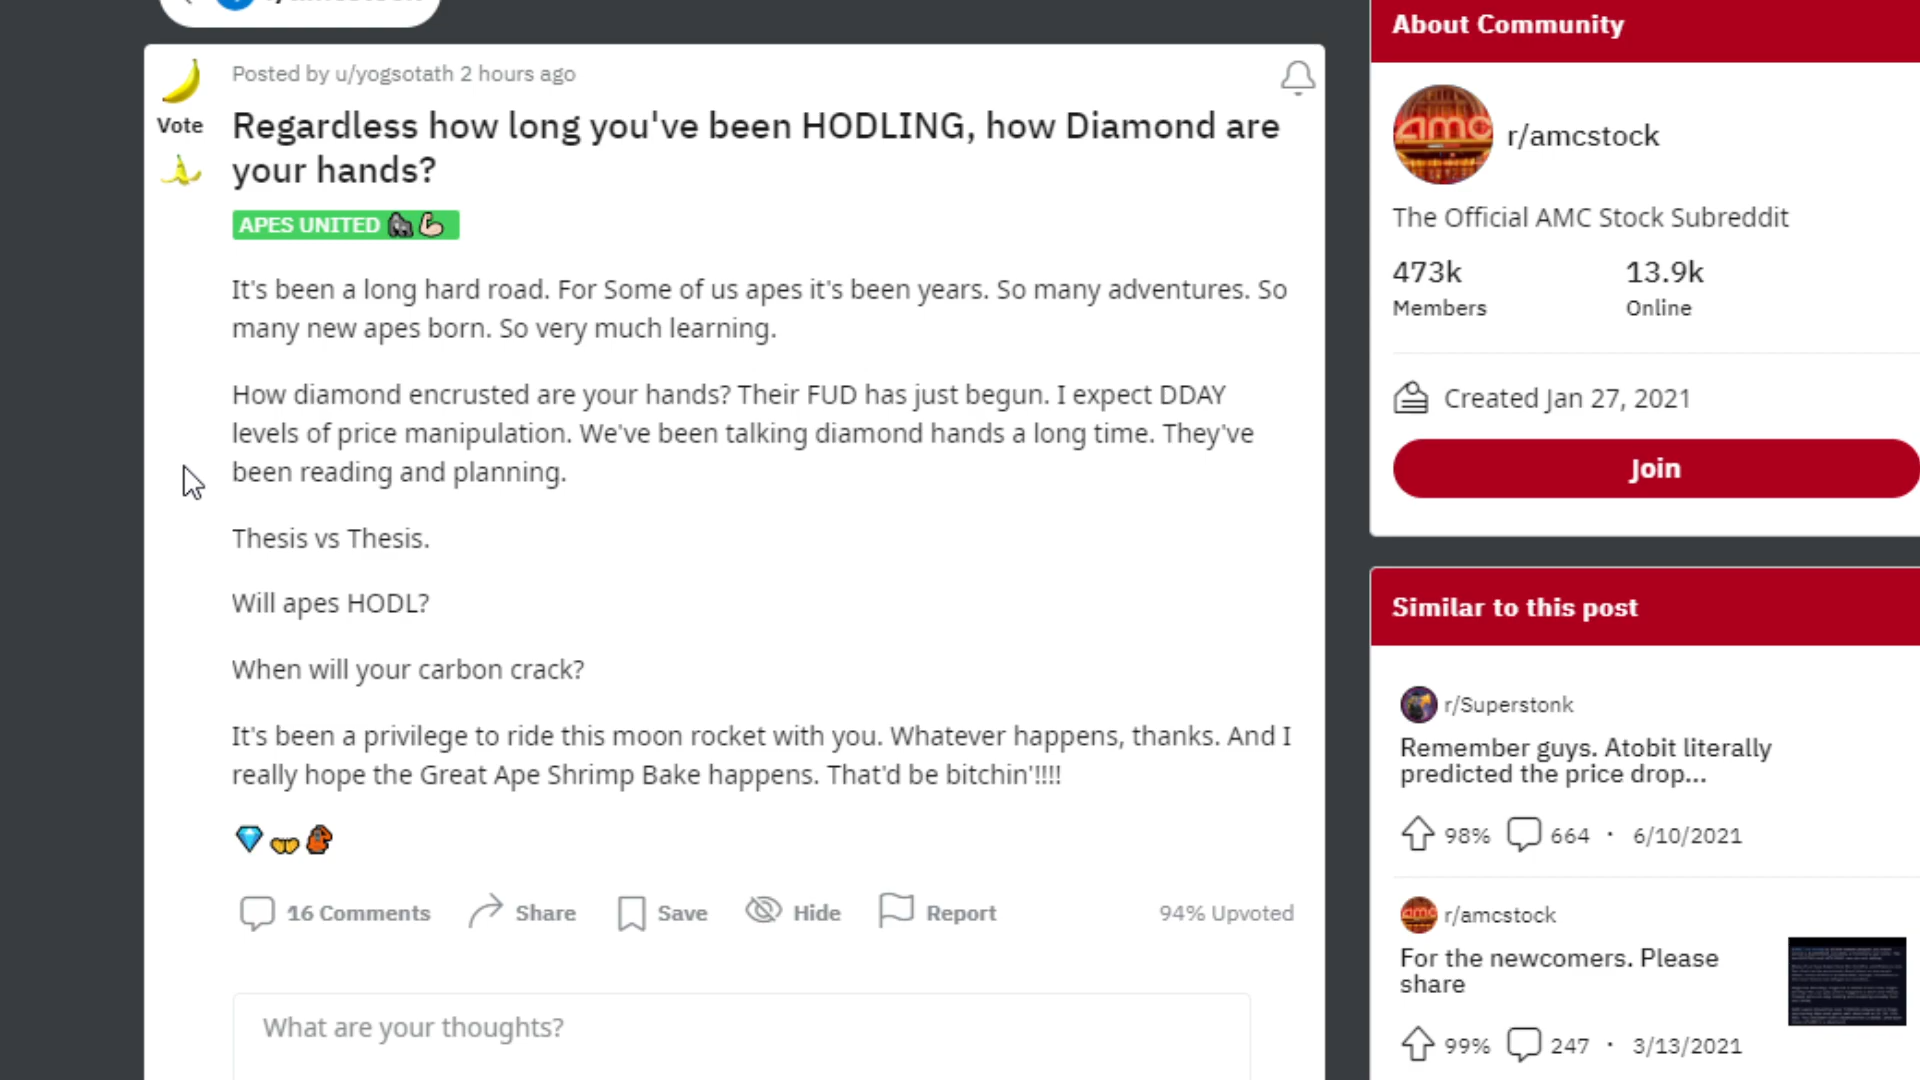 Posted by u/yogsotath 2 hours ago
Vote
Regardless how long you've been HODLING, how Diamond are
your hands?
APES UNITED 🦍💪
It's been a long hard road. For Some of us apes it's been years. So many adventures. So
many new apes born. So very much learning.
How diamond encrusted are your hands? Their FUD has just begun. I expect DDAY
levels of price manipulation. We've been talking diamond hands a long time. They've
been reading and planning.
Thesis vs Thesis.
Will apes HODL?
When will your carbon crack?
It's been a privilege to ride this moon rocket with you. Whatever happens, thanks. And I
really hope the Great Ape Shrimp Bake happens. That'd be bitchin'!!!!
16 Comments
Share
Save
Hide
Report
94% Upvoted
What are your thoughts?
About Community
amc
r/amcstock
The Official AMC Stock Subreddit
473k
13.9k
Members
Online
Created Jan 27, 2021
Join
Similar to this post
r/Superstonk
Remember guys. Atobit literally
predicted the price drop...
98%
664
·
6/10/2021
amc
r/amcstock
For the newcomers. Please
share
99%
247
·
3/13/2021